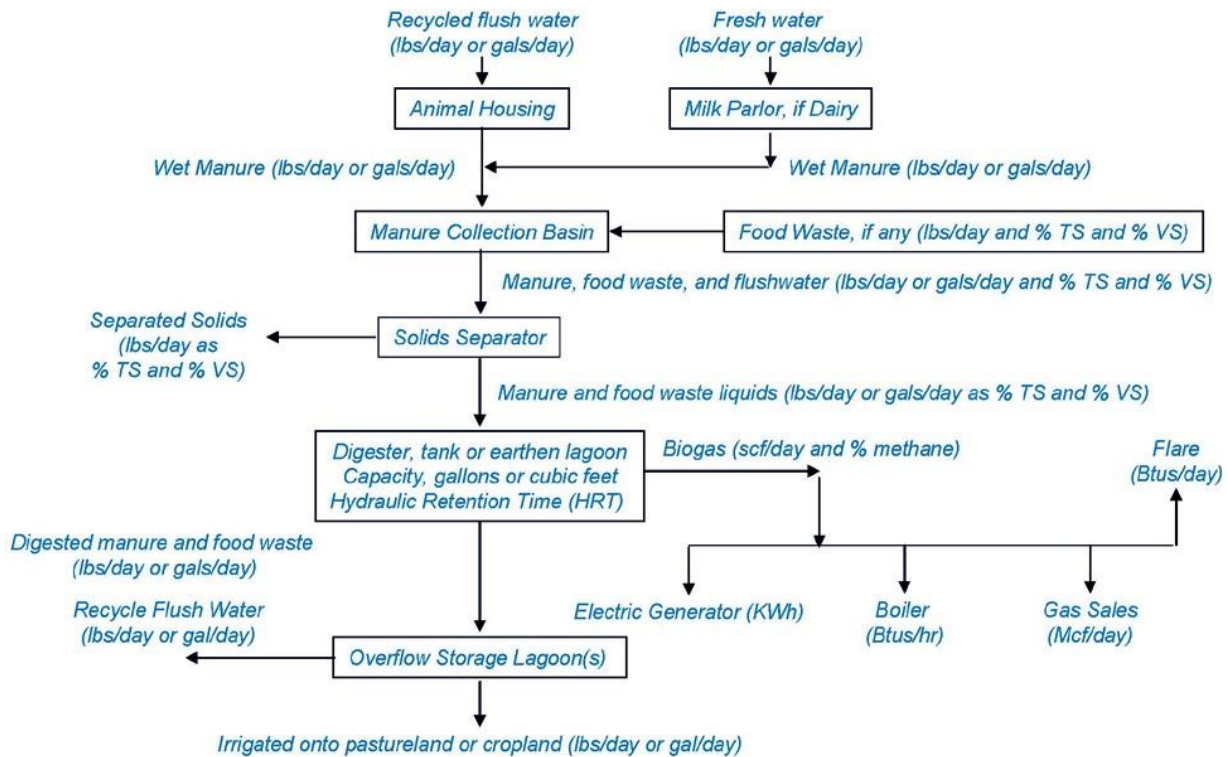 Recycled flush water
(lbs/day or gals/day)
Fresh water
(lbs/day or gals/day)
Animal Housing
Milk Parlor, if Dairy
Wet Manure (lbs/day or gals/day)
Wet Manure (lbs/day or gals/day)
Manure Collection Basin
Food Waste, if any (lbs/day and % TS and % VS)
Manure, food waste, and flushwater (lbs/day or gals/day and % TS and % VS)
Separated Solids
(lbs/day as
% TS and % VS)
Solids Separator
Manure and food waste liquids (lbs/day or gals/day as % TS and % VS)
Digester, tank or earthen lagoon
Capacity, gallons or cubic feet
Hydraulic Retention Time (HRT)
Biogas (scf/day and % methane)
Flare
(Btus/day)
Digested manure and food waste
(lbs/day or gals/day)
Electric Generator (KWh)
Boiler
(Btus/hr)
Gas Sales
(Mcf/day)
Recycle Flush Water
(lbs/day or gal/day)
Overflow Storage Lagoon(s)
Irrigated onto pastureland or cropland (lbs/day or gal/day)